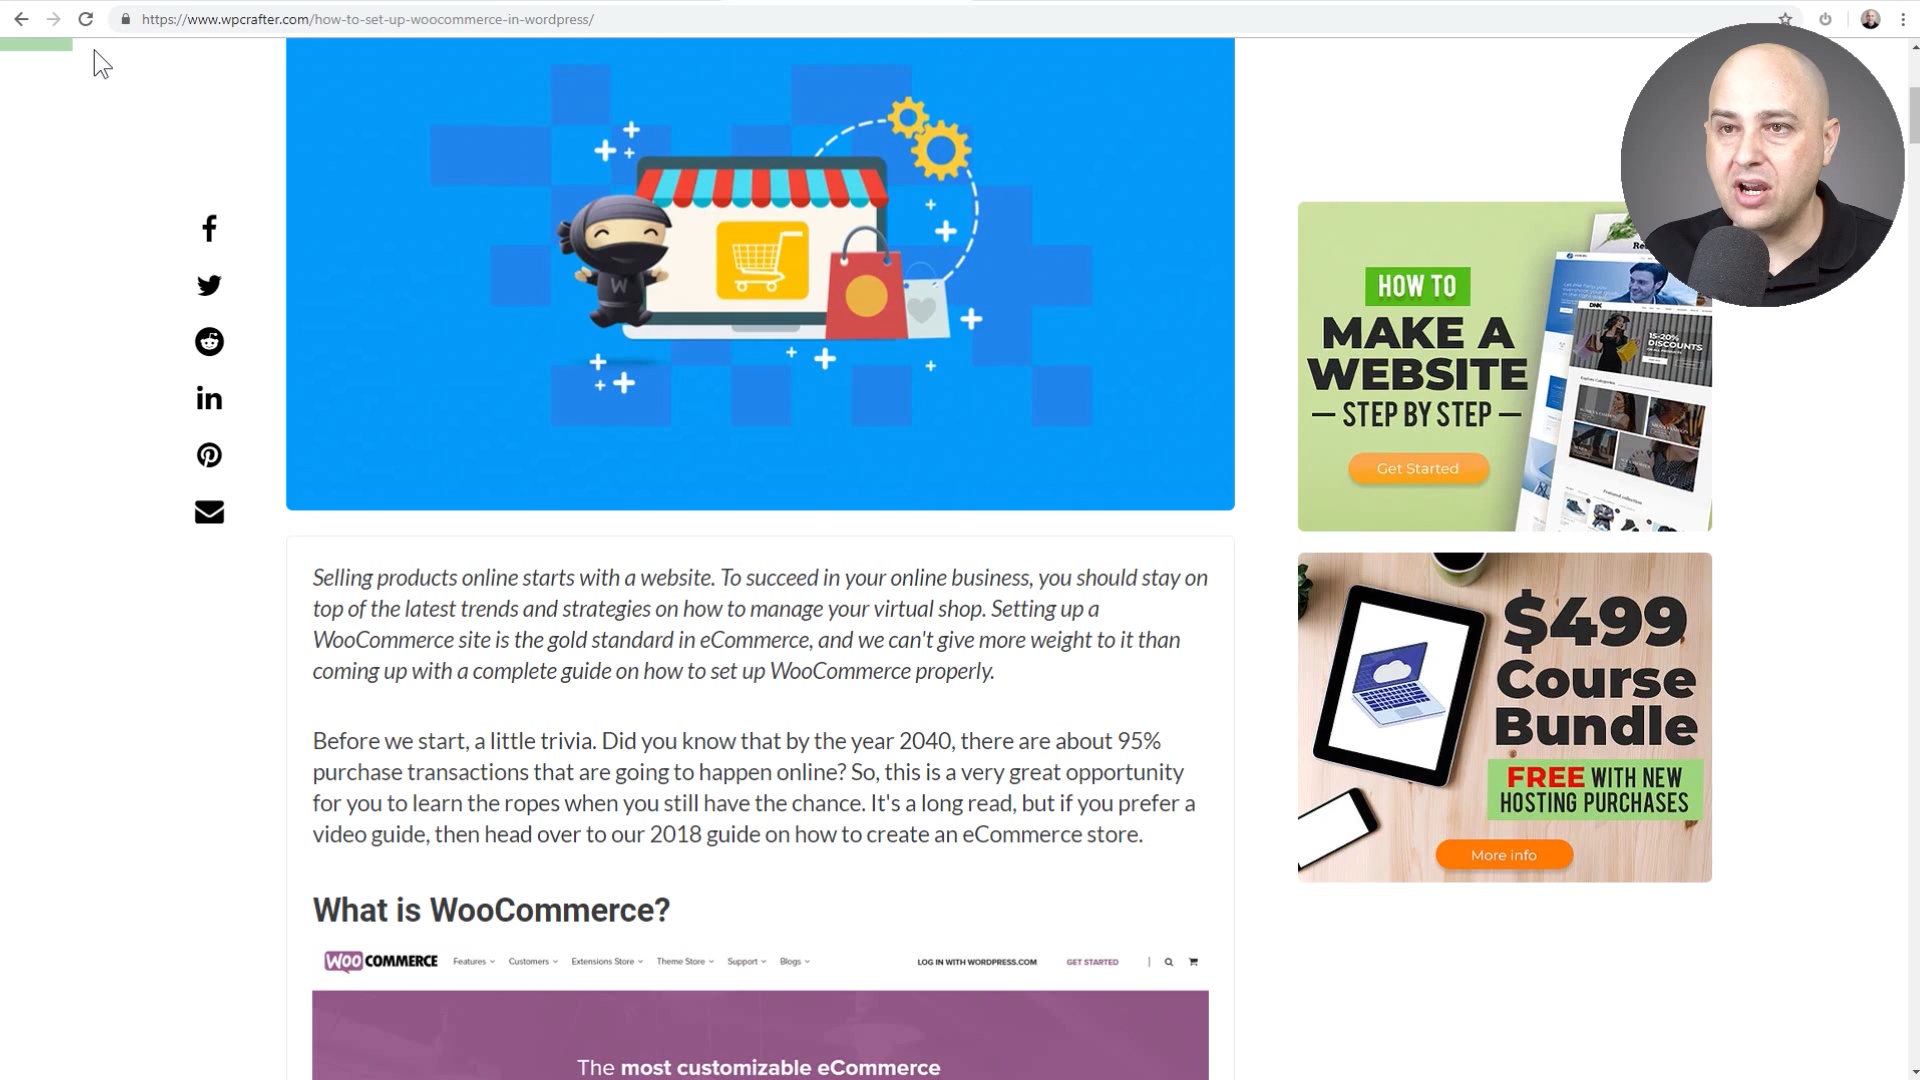 https://www.wpcrafter.com/how-to-set-up-woocommerce-in-wordpress/
W
Selling products online starts with a website. To succeed in your online business, you should stay on
top of the latest trends and strategies on how to manage your virtual shop. Setting up a
WooCommerce site is the gold standard in eCommerce, and we can't give more weight to it than
coming up with a complete guide on how to set up WooCommerce properly.
Before we start, a little trivia. Did you know that by the year 2040, there are about 95%
purchase transactions that are going to happen online? So, this is a very great opportunity
for you to learn the ropes when you still have the chance. It's a long read, but if you prefer a
video guide, then head over to our 2018 guide on how to create an eCommerce store.
What is WooCommerce?
WOO COMMERCE Features Customers Extensions Store Theme Store Support Blogs LOG IN WITH WORDPRESS.COM GET STARTED
The most customizable eCommerce
HOW TO
MAKE A
WEBSITE
— STEP BY STEP —
Get Started
DNK
15-20%
DISCOUNTS
$499
Course
Bundle
FREE WITH NEW
HOSTING PURCHASES
More info